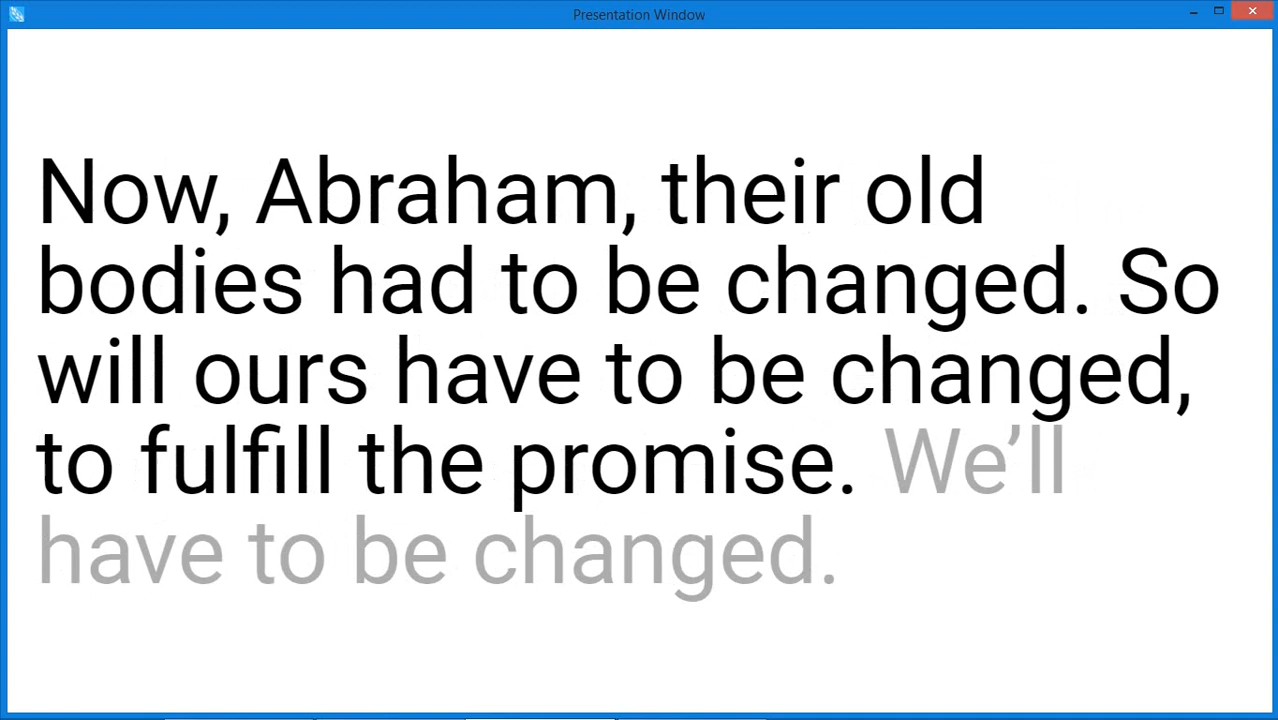 Presentation Window
Now, Abraham, their old
bodies had to be changed. So
will ours have to be changed,
to fulfill the promise. We’ll
have to be changed.